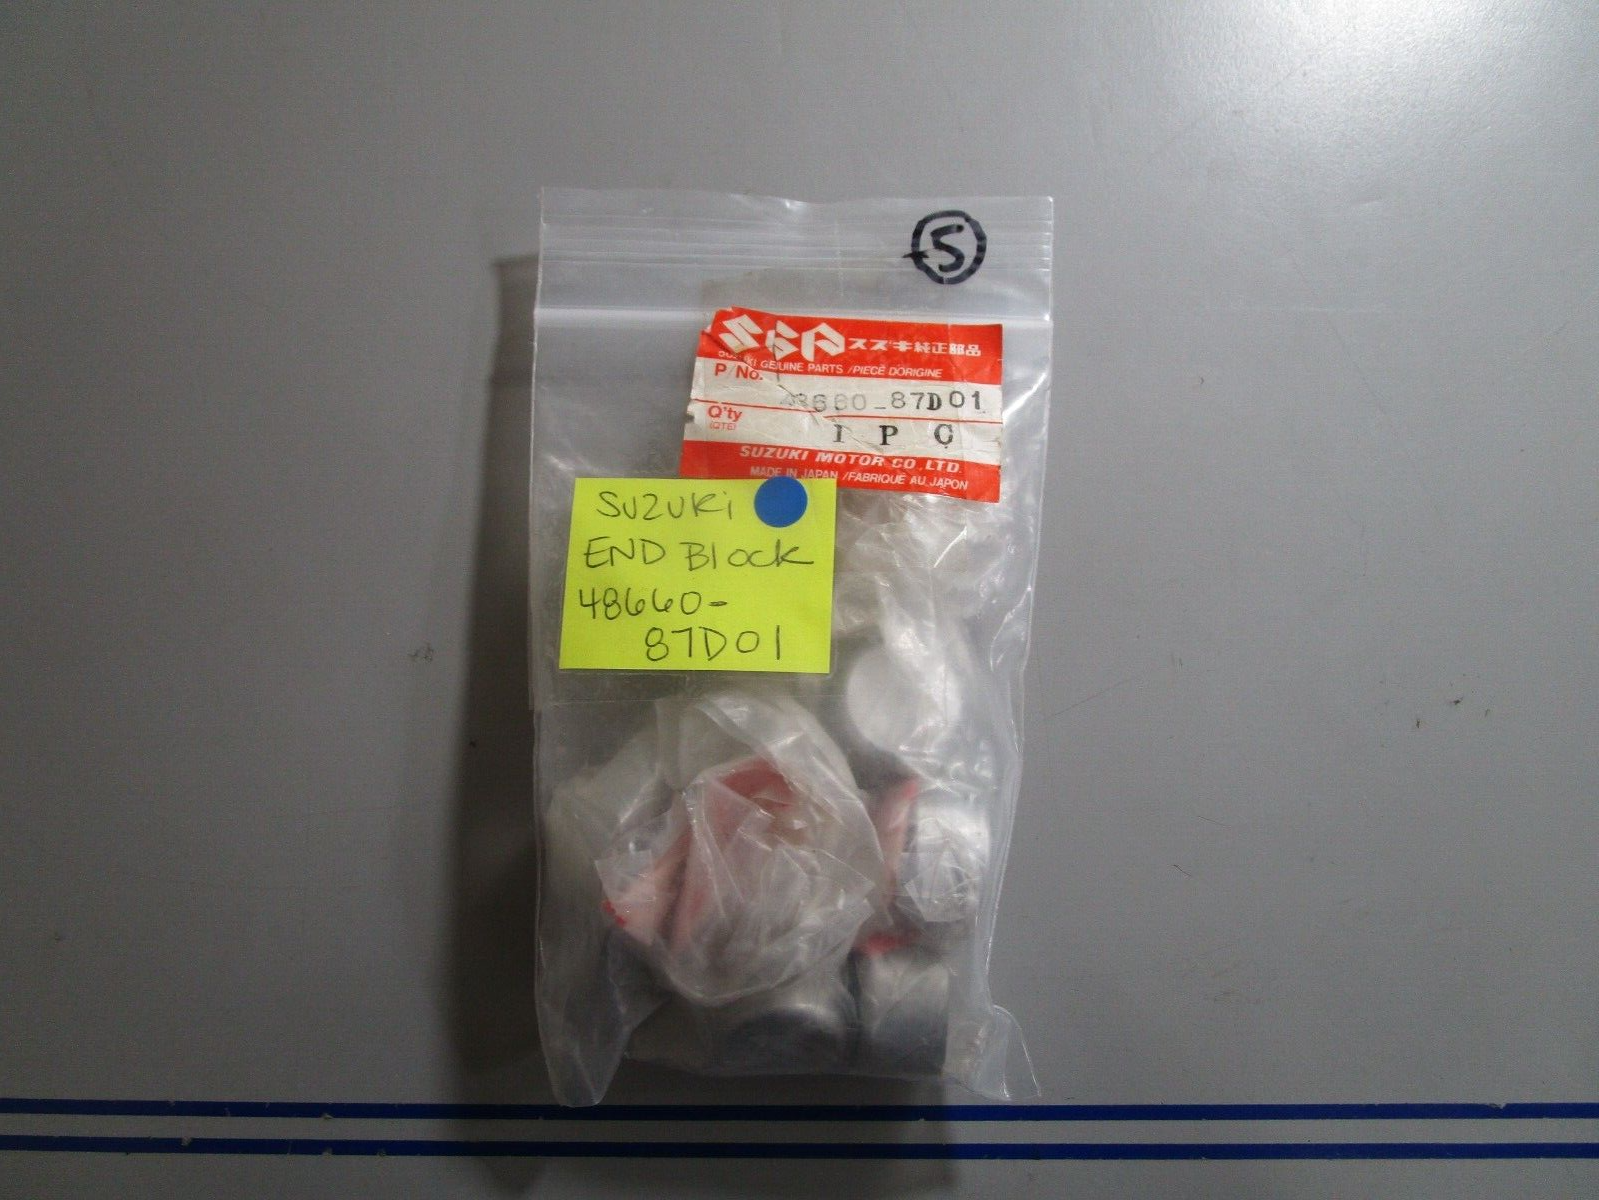 5
SGP スズキ純正部品
SUZUKI GENUINE PARTS / PIECE D'ORIGINE
P/No.
48660-87D01
Q'ty
(QTE)
1 P C
SUZUKI MOTOR CO.,LTD.
MADE IN JAPAN / FABRIQUÉ AU JAPON
SUZUKi
END Block
48660-
87D01